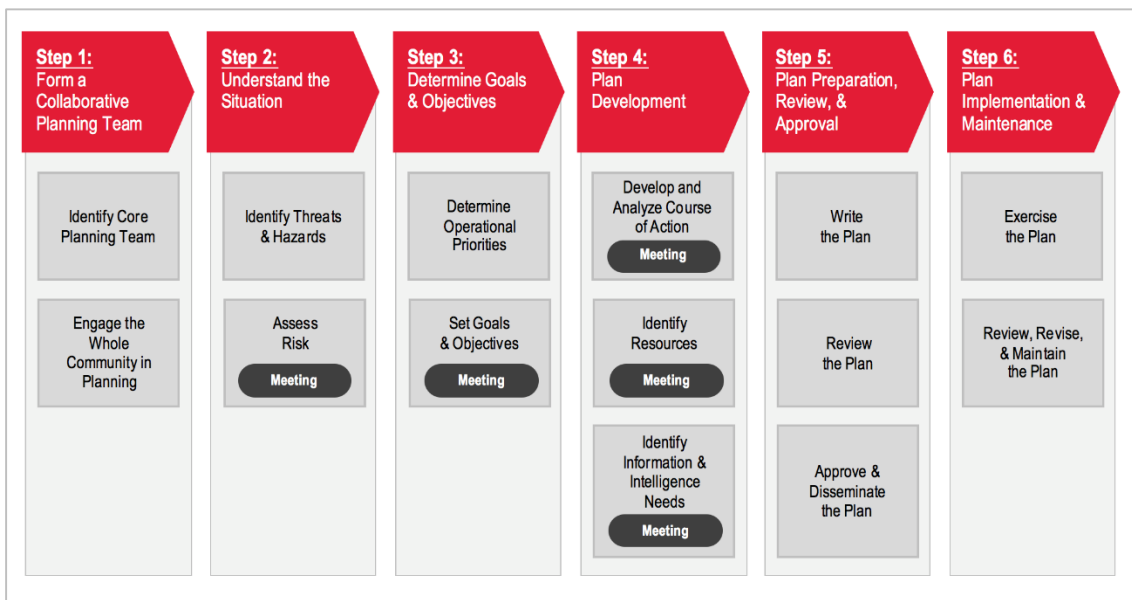 Step 1:
Form a
Collaborative
Planning Team
Identify Core
Planning Team
Engage the
Whole
Community in
Planning
Step 2:
Understand the
Situation
Identify Threats
& Hazards
Assess
Risk
Meeting
Step 3:
Determine Goals
& Objectives
Determine
Operational
Priorities
Set Goals
& Objectives
Meeting
Step 4:
Plan
Development
Develop and
Analyze Course
of Action
Meeting
Identify
Resources
Meeting
Identify
Information &
Intelligence
Needs
Meeting
Step 5:
Plan Preparation,
Review, &
Approval
Write
the Plan
Review
the Plan
Approve &
Disseminate
the Plan
Step 6:
Plan
Implementation &
Maintenance
Exercise
the Plan
Review, Revise,
& Maintain
the Plan